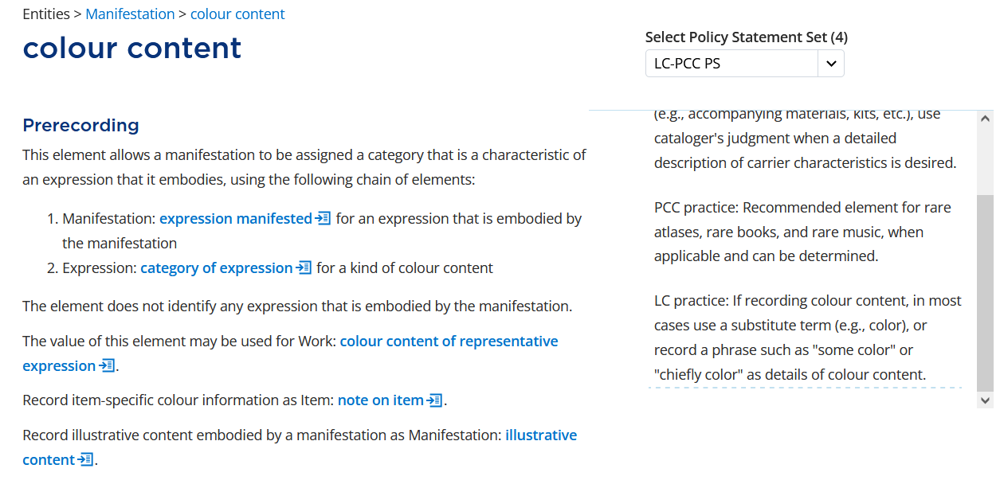 Entities > Manifestation > colour content
colour content
Select Policy Statement Set (4)
LC-PCC PS
Prerecording
This element allows a manifestation to be assigned a category that is a characteristic of
an expression that it embodies, using the following chain of elements:
1. Manifestation: expression manifested for an expression that is embodied by
the manifestation
2. Expression: category of expression for a kind of colour content
The element does not identify any expression that is embodied by the manifestation.
The value of this element may be used for Work: colour content of representative
expression.
Record item-specific colour information as Item: note on item.
Record illustrative content embodied by a manifestation as Manifestation: illustrative
content.
(e.g., accompanying materials, kits, etc.), use
cataloger's judgment when a detailed
description of carrier characteristics is desired.
PCC practice: Recommended element for rare
atlases, rare books, and rare music, when
applicable and can be determined.
LC practice: If recording colour content, in most
cases use a substitute term (e.g., color), or
record a phrase such as "some color" or
"chiefly color" as details of colour content.